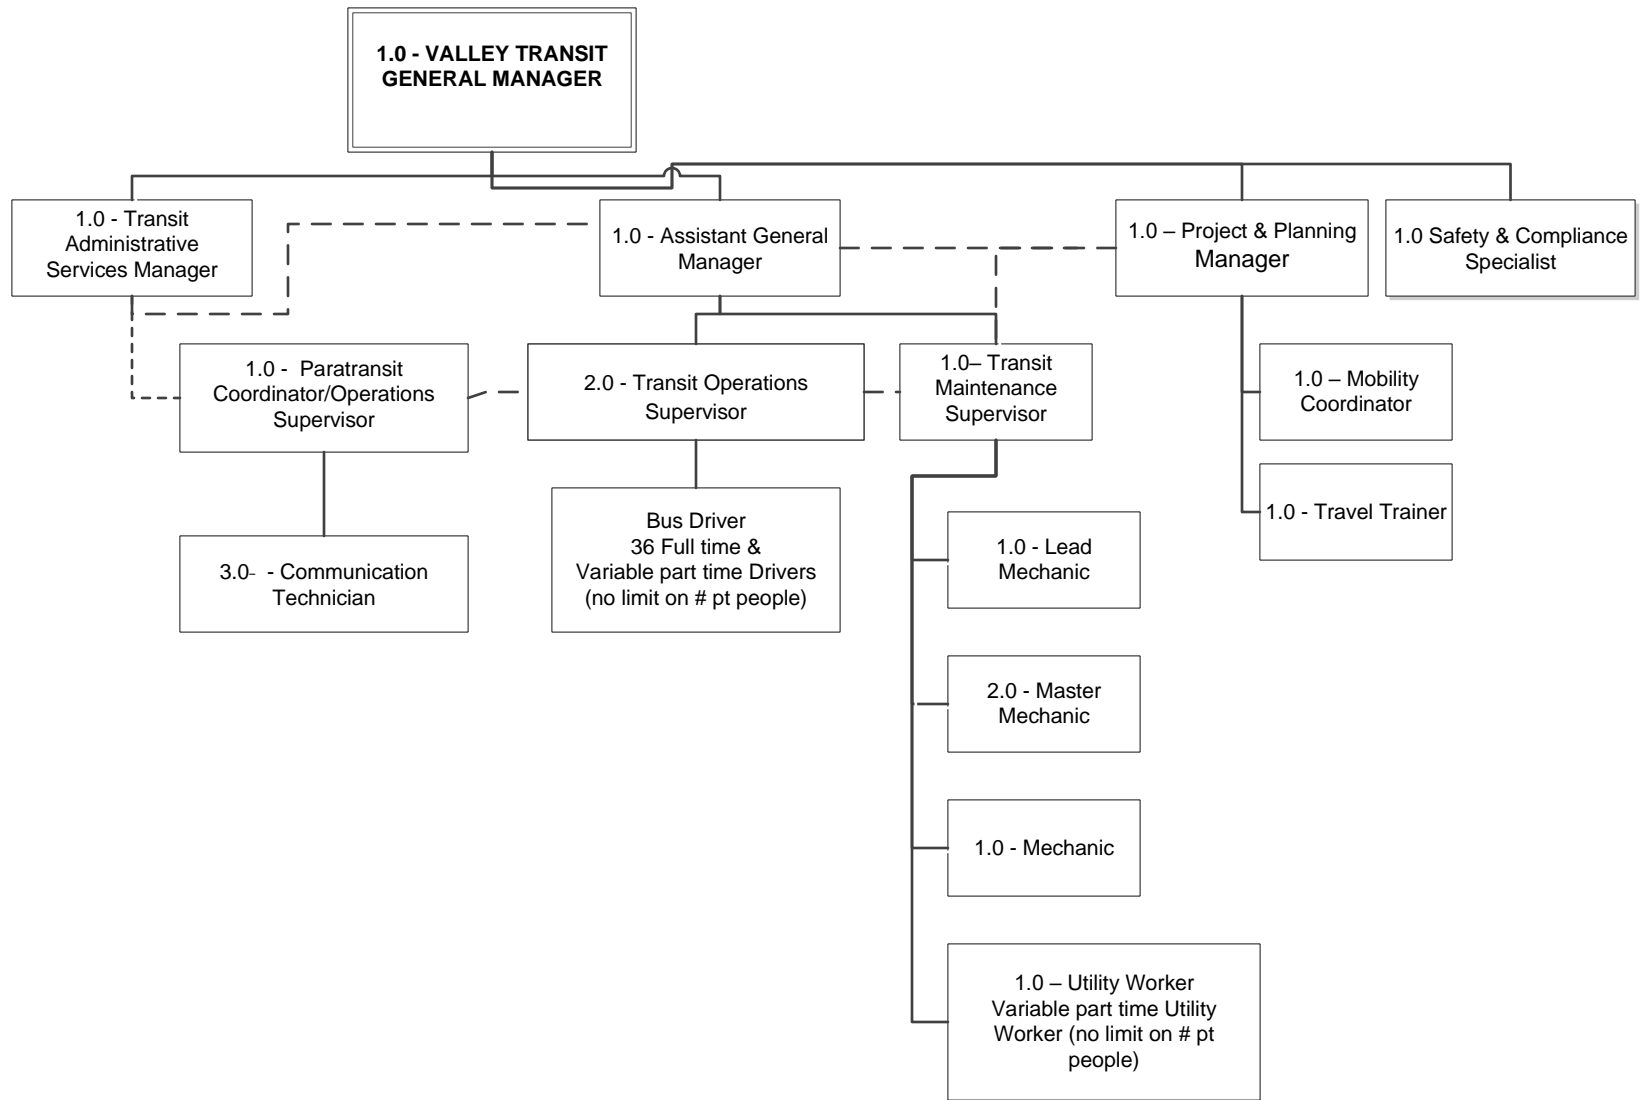 1.0 - VALLEY TRANSIT
GENERAL MANAGER
1.0 - Transit
Administrative
Services Manager
1.0 - Assistant General
Manager
1.0 – Project & Planning
Manager
1.0 Safety & Compliance
Specialist
1.0 -  Paratransit
Coordinator/Operations
Supervisor
2.0 - Transit Operations
Supervisor
1.0– Transit
Maintenance
Supervisor
1.0 – Mobility
Coordinator
1.0 - Travel Trainer
3.0-  - Communication
Technician
Bus Driver
36 Full time &
Variable part time Drivers
(no limit on # pt people)
1.0 - Lead
Mechanic
2.0 - Master
Mechanic
1.0 - Mechanic
1.0 – Utility Worker
Variable part time Utility
Worker (no limit on # pt
people)